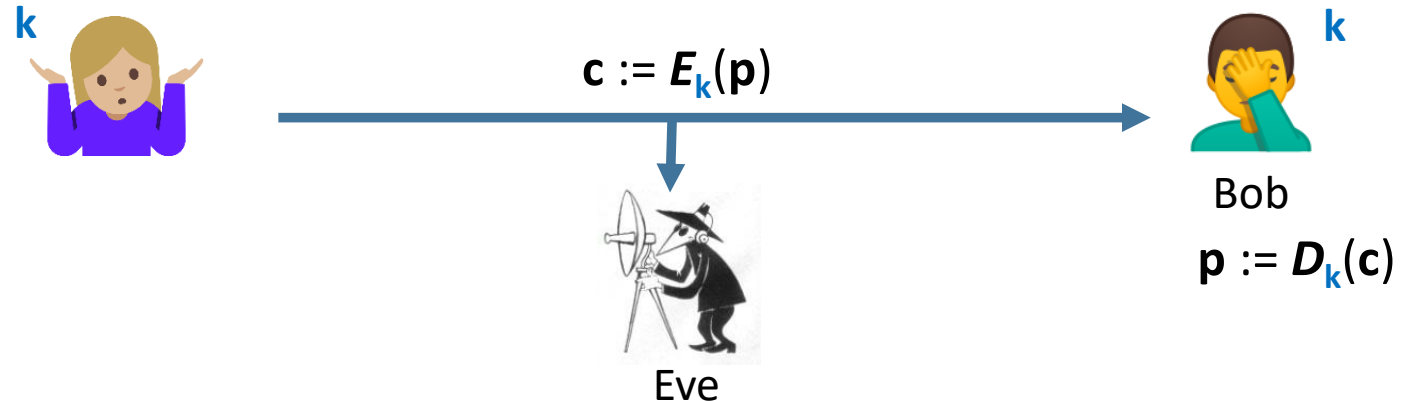 k
c := Eₖ(p)
k
Bob
p := Dₖ(c)
Eve